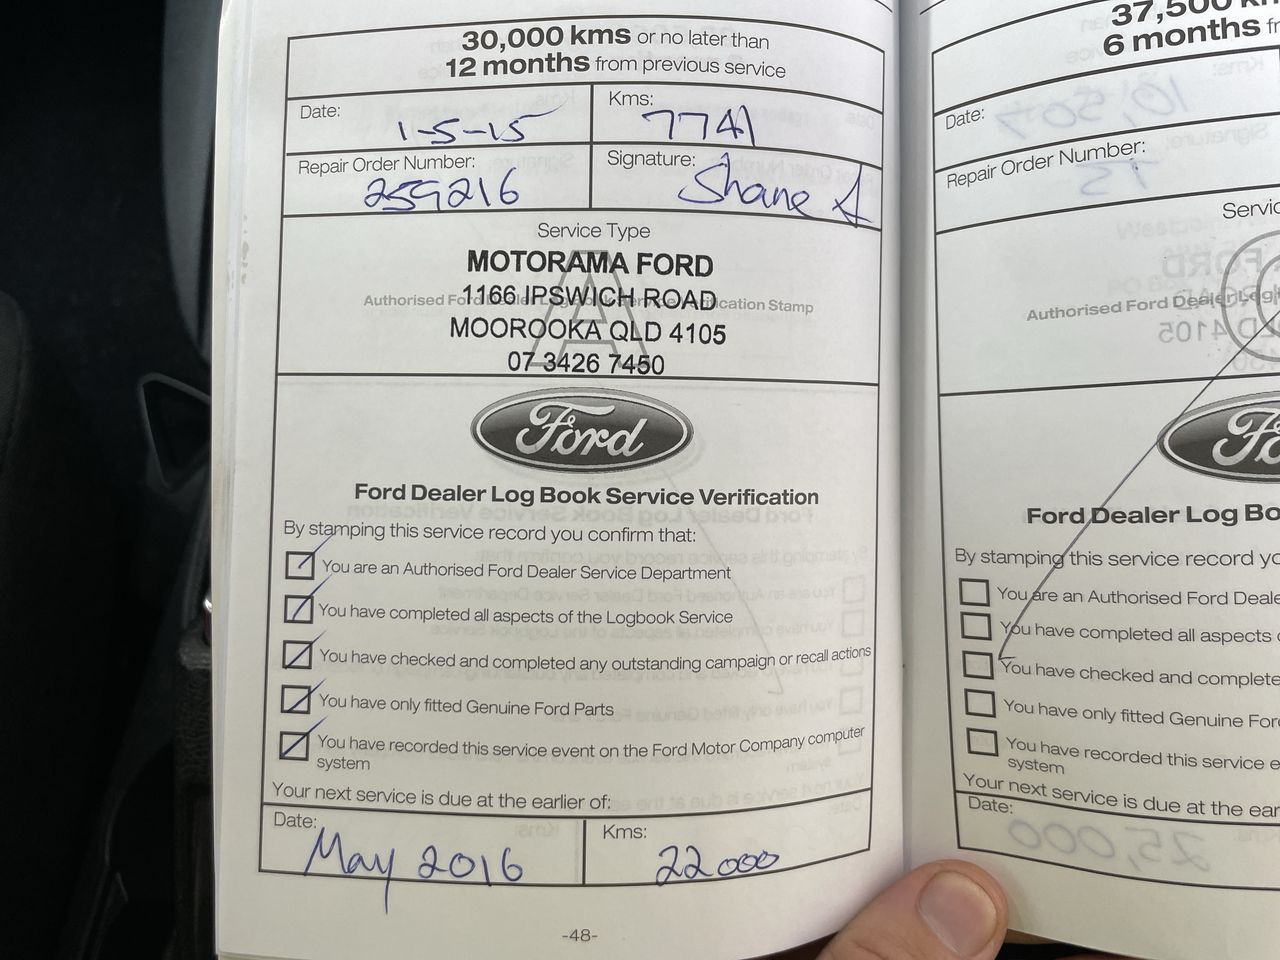 30,000 kms or no later than
12 months from previous service
Date:
1-5-15
Kms:
7741
Repair Order Number:
259216
Signature:
Shane A
Service Type
A
MOTORAMA FORD
1166 IPSWICH ROAD
Authorised Ford Dealer Log Book Service Verification Stamp
MOOROOKA QLD 4105
07 3426 7450
Ford
Ford Dealer Log Book Service Verification
By stamping this service record you confirm that:
You are an Authorised Ford Dealer Service Department
You have completed all aspects of the Logbook Service
You have checked and completed any outstanding campaign or recall actions
You have only fitted Genuine Ford Parts
You have recorded this service event on the Ford Motor Company computer
system
Your next service is due at the earlier of:
Date:
May 2016
Kms:
22000
-48-
37,500
6 months
Date:
Repair Order Number:
Authorised Ford Dealer Log
Ford Dealer Log
By stamping this service record
You are an Authorised Ford
You have completed all aspects
You have checked and
You have only fitted Genuine
You have recorded this service
system
Your next service is due at the
Date: